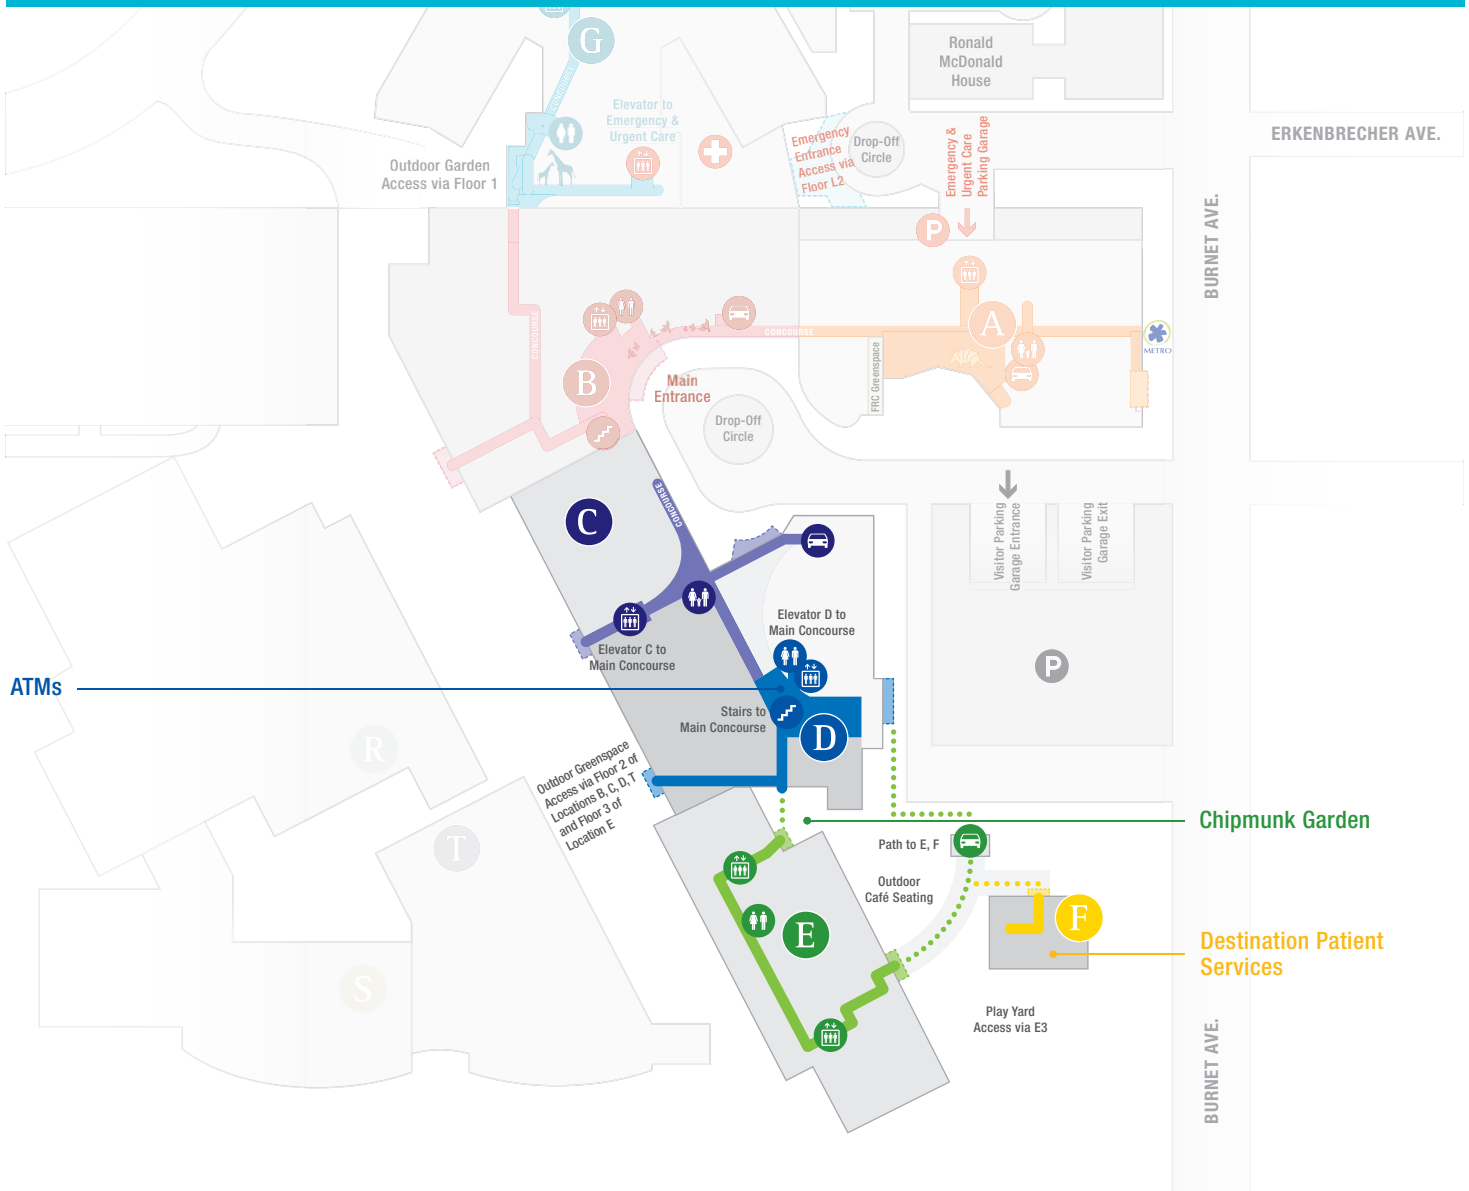 G
Ronald
McDonald
House
CONCOURSE
Elevator to
Emergency &
Urgent Care
Emergency
Entrance
Access via
Floor L2
Drop-Off
Circle
Emergency &
Urgent Care
Parking Garage
ERKENBRECHER AVE.
Outdoor Garden
Access via Floor 1
BURNET AVE.
P
A
CONCOURSE
CONCOURSE
METRO
FRC Greenspace
B
Main
Entrance
Drop-Off
Circle
CONCOURSE
C
Visitor Parking
Garage Entrance
Visitor Parking
Garage Exit
Elevator D to
Main Concourse
Elevator C to
Main Concourse
P
ATMs
Stairs to
Main Concourse
D
R
Outdoor Greenspace
Access via Floor 2 of
Locations B, C, D, T
and Floor 3 of
Location E
Chipmunk Garden
T
Path to E, F
Outdoor
Café Seating
E
F
Destination Patient
Services
S
Play Yard
Access via E3
BURNET AVE.